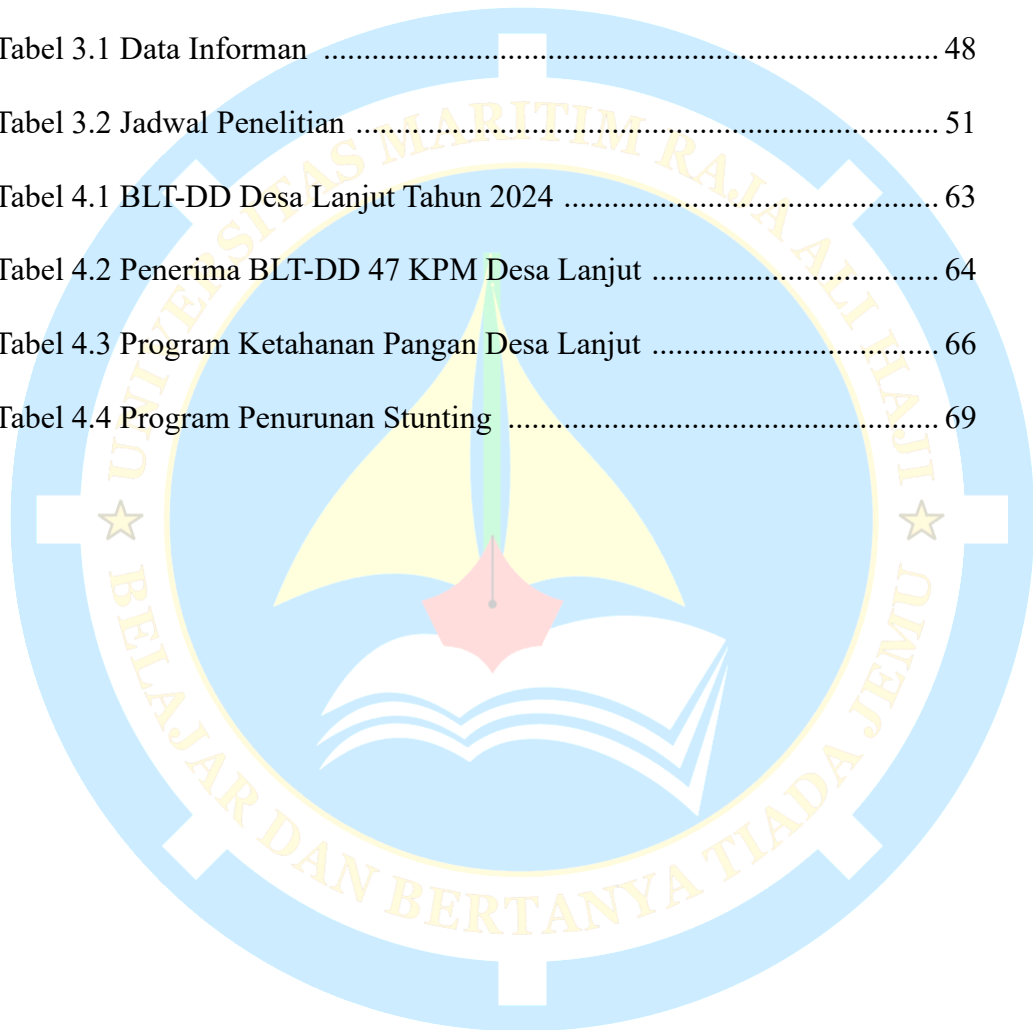 Tabel 3.1 Data Informan ............................................................................. 48
Tabel 3.2 Jadwal Penelitian ......................................................................... 51
Tabel 4.1 BLT-DD Desa Lanjut Tahun 2024 ............................................... 63
Tabel 4.2 Penerima BLT-DD 47 KPM Desa Lanjut .................................... 64
Tabel 4.3 Program Ketahanan Pangan Desa Lanjut .................................... 66
Tabel 4.4 Program Penurunan Stunting ...................................................... 69
UNIVERSITAS MARITIM RAJA ALI HAJI
BELAJAR DAN BERTANYA TIADA JEMU